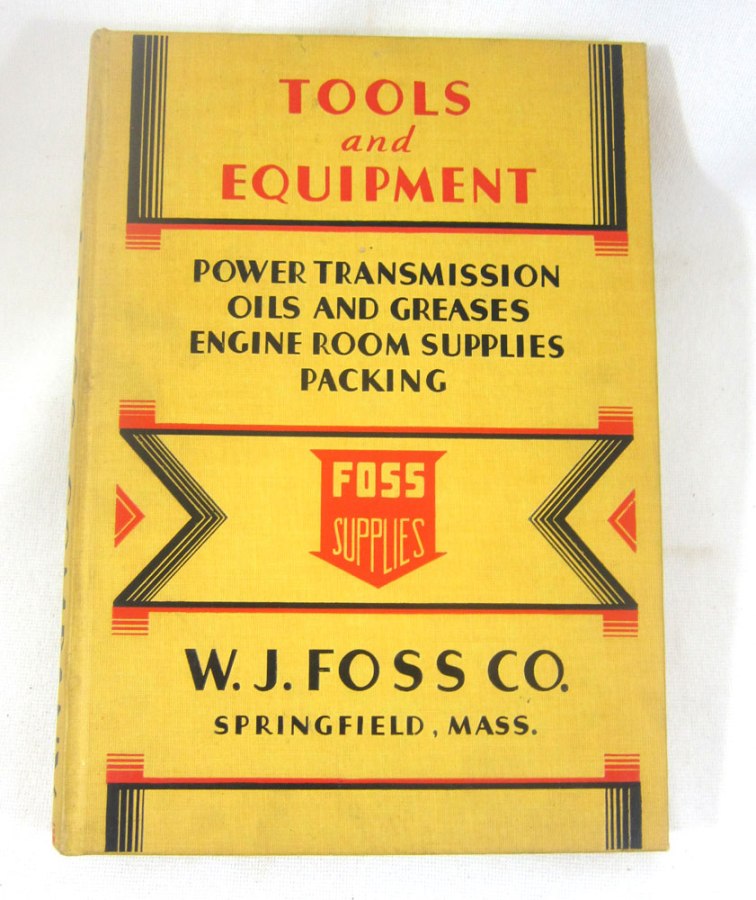 TOOLS
and
EQUIPMENT
POWER TRANSMISSION
OILS AND GREASES
ENGINE ROOM SUPPLIES
PACKING
FOSS
SUPPLIES
W. J. FOSS CO.
SPRINGFIELD, MASS.